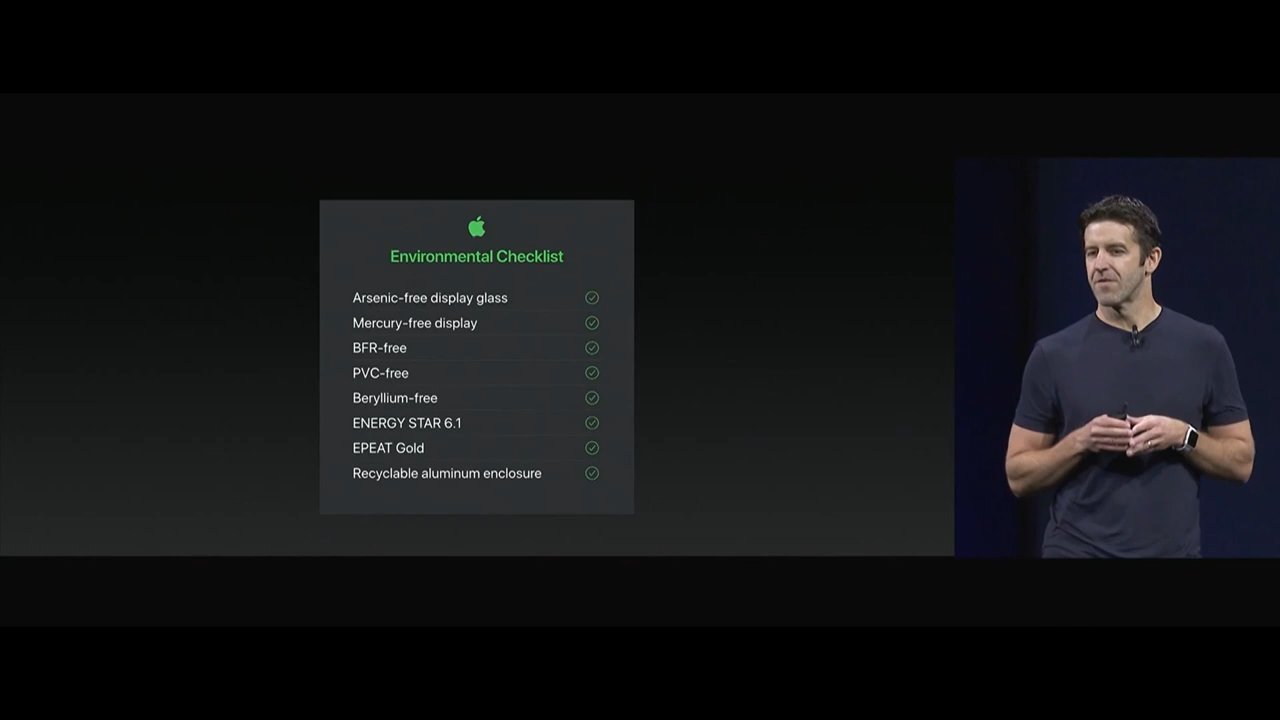 Environmental Checklist
Arsenic-free display glass
Mercury-free display
BFR-free
PVC-free
Beryllium-free
ENERGY STAR 6.1
EPEAT Gold
Recyclable aluminum enclosure